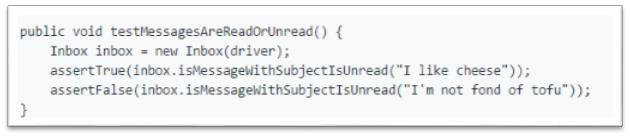 public void testMessagesAreReadOrUnread() {
    Inbox inbox = new Inbox(driver);
    assertTrue(inbox.isMessageWithSubjectIsUnread("I like cheese"));
    assertFalse(inbox.isMessageWithSubjectIsUnread("I'm not fond of tofu"));
}